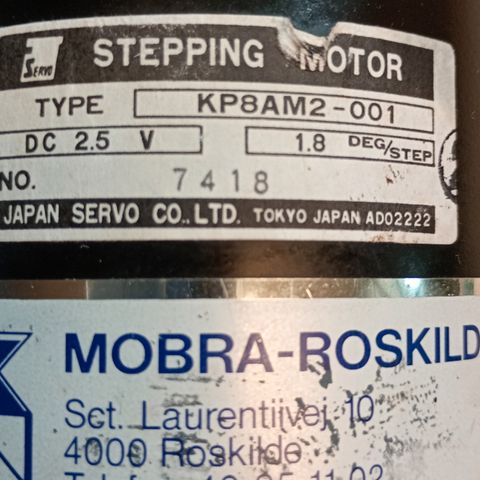 SERVO
STEPPING MOTOR
TYPE KP8AM2-001
DC 2.5 V 1.8 DEG/STEP
NO. 7418
JAPAN SERVO CO.,LTD. TOKYO JAPAN AD02222
MOBRA-ROSKILD
Sct. Laurentiivej 10
4000 Roskilde